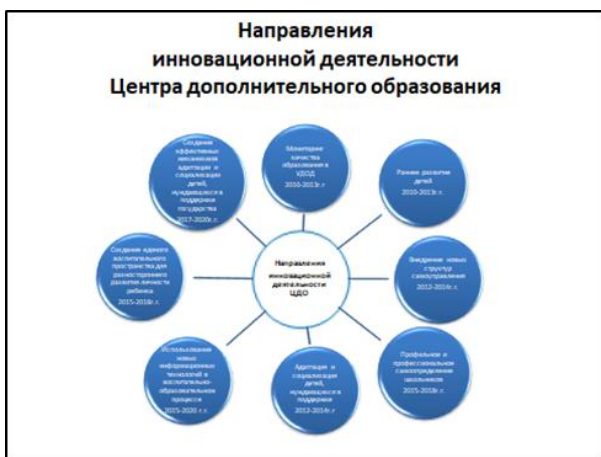 Направления
инновационной деятельности
Центра дополнительного образования
Создание
эффективных
механизмов
адаптации и
социализации
детей,
нуждающихся в
поддержке
государства
2017-2020г.г.
Мониторинг
качества
образования в
УДОД
2010-2013г.г
Раннее развитие
детей
2010-2013г.г.
Создание единого
воспитательного
пространства для
разностороннего
развития личности
ребенка
2015-2018г.г.
Направления
инновационной
деятельности
ЦДО
Внедрение новых
структур
самоуправления
2012-2014г.г.
Использование
новых
информационных
технологий в
воспитательно-
образовательном
процессе
2015-2020 г.г.
Адаптация и
социализация
детей,
нуждающихся в
поддержке
2012-2014г.г
Профильное и
профессиональное
самоопределение
школьников
2015-2018г.г.